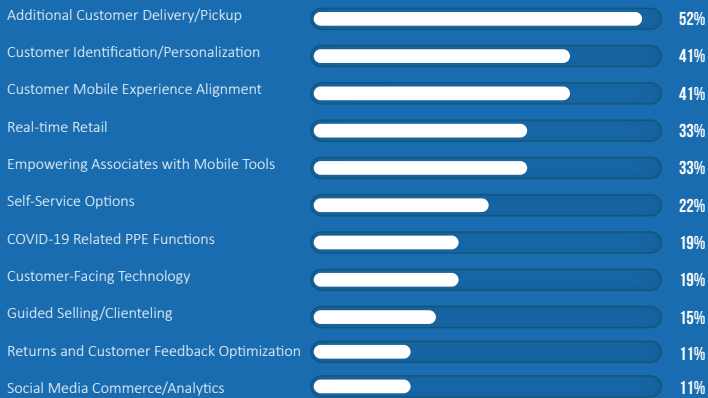 Additional Customer Delivery/Pickup 52%
Customer Identification/Personalization 41%
Customer Mobile Experience Alignment 41%
Real-time Retail 33%
Empowering Associates with Mobile Tools 33%
Self-Service Options 22%
COVID-19 Related PPE Functions 19%
Customer-Facing Technology 19%
Guided Selling/Clienteling 15%
Returns and Customer Feedback Optimization 11%
Social Media Commerce/Analytics 11%